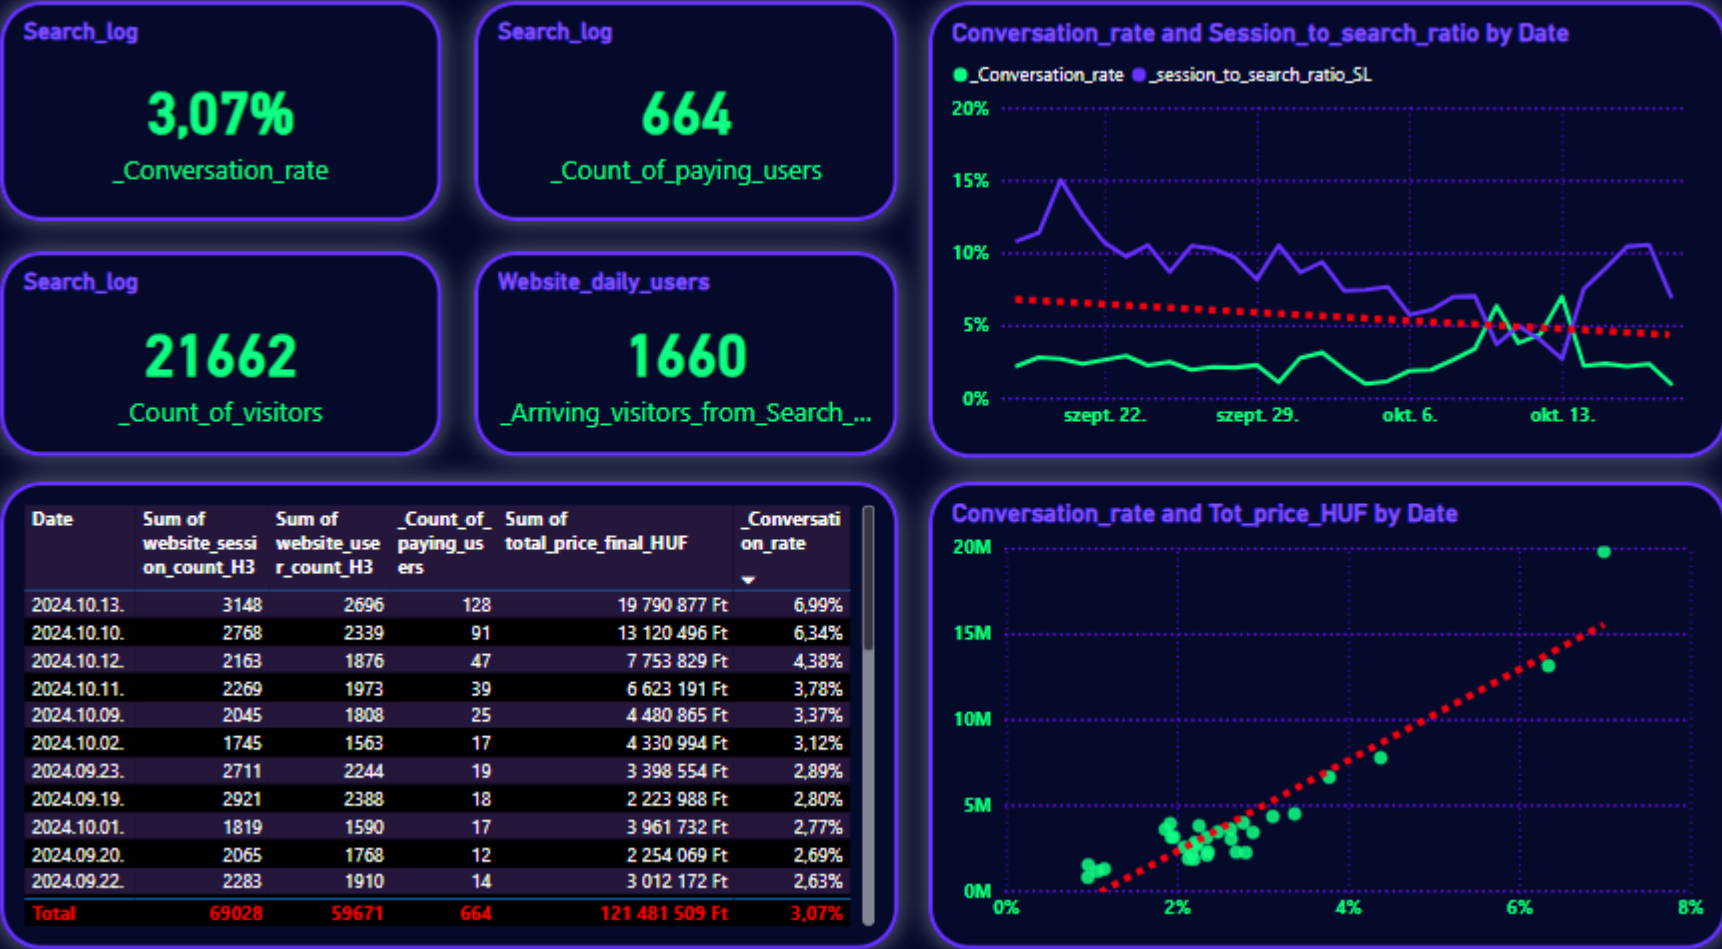 Search_log
3,07%
_Conversation_rate
Search_log
664
_Count_of_paying_users
Search_log
21662
_Count_of_visitors
Website_daily_users
1660
_Arriving_visitors_from_Search_...
Conversation_rate and Session_to_search_ratio by Date
_Conversation_rate _session_to_search_ratio_SL
20%
15%
10%
5%
0%
szept. 22. szept. 29. okt. 6. okt. 13.
Date Sum of Sum of _Count_of_ Sum of _Conversati
website_sessi website_use paying_us total_price_final_HUF on_rate
on_count_H3 r_count_H3 ers
2024.10.13. 3148 2696 128 19 790 877 Ft 6,99%
2024.10.10. 2768 2339 91 13 120 496 Ft 6,34%
2024.10.12. 2163 1876 47 7 753 829 Ft 4,38%
2024.10.11. 2269 1973 39 6 623 191 Ft 3,78%
2024.10.09. 2045 1808 25 4 480 865 Ft 3,37%
2024.10.02. 1745 1563 17 4 330 994 Ft 3,12%
2024.09.23. 2711 2244 19 3 398 554 Ft 2,89%
2024.09.19. 2921 2388 18 2 223 988 Ft 2,80%
2024.10.01. 1819 1590 17 3 961 732 Ft 2,77%
2024.09.20. 2065 1768 12 2 254 069 Ft 2,69%
2024.09.22. 2283 1910 14 3 012 172 Ft 2,63%
Total 69028 59671 664 121 481 509 Ft 3,07%
Conversation_rate and Tot_price_HUF by Date
20M
15M
10M
5M
0M
0% 2% 4% 6% 8%